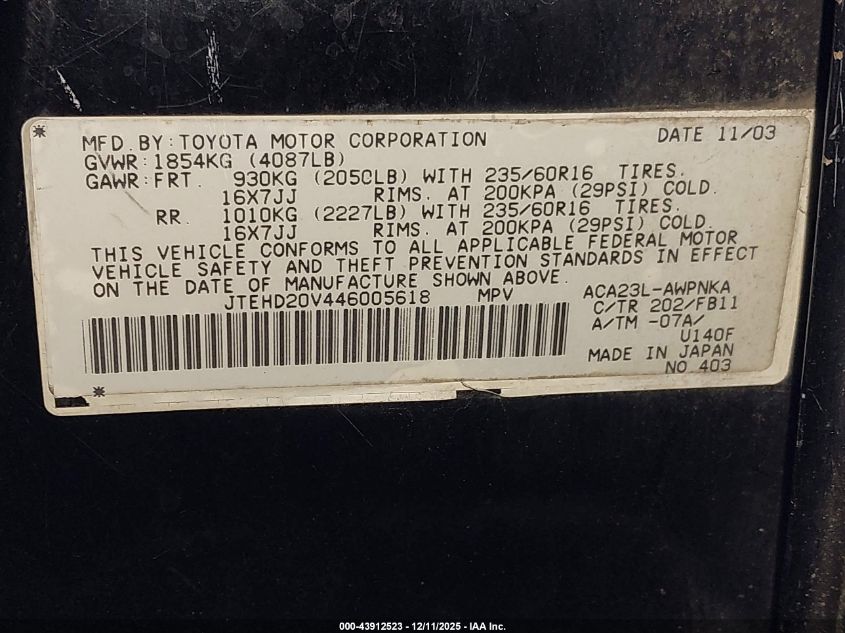 MFD. BY: TOYOTA MOTOR CORPORATION DATE 11/03
GVWR: 1854KG (4087LB)
GAWR: FRT. 930KG (2050LB) WITH 235/60R16 TIRES.
16X7JJ RIMS. AT 200KPA (29PSI) COLD.
RR. 1010KG (2227LB) WITH 235/60R16 TIRES.
16X7JJ RIMS. AT 200KPA (29PSI) COLD.
THIS VEHICLE CONFORMS TO ALL APPLICABLE FEDERAL MOTOR
VEHICLE SAFETY AND THEFT PREVENTION STANDARDS IN EFFECT
ON THE DATE OF MANUFACTURE SHOWN ABOVE.
JTEHD20V446005618 MPV ACA23L-AWPNKA
C/TR 202/FB11
A/TM -07A/
U140F
MADE IN JAPAN
NO 403
000-43912523 - 12/11/2025 - IAA Inc.